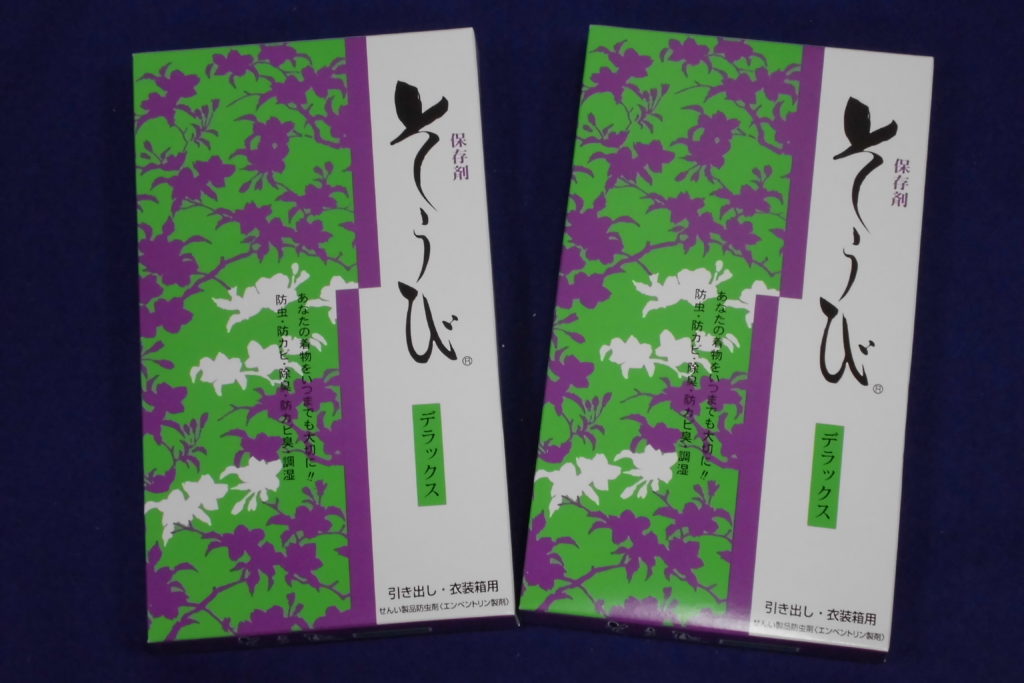 保存剤
そうび®
デラックス
あなたの着物をいつまでも大切に!!
防虫・防カビ・除臭・防カビ臭・調湿
引き出し・衣装箱用
せんい製品防虫剤〈エンペントリン製剤〉
保存剤
そうび®
デラックス
あなたの着物をいつまでも大切に!!
防虫・防カビ・除臭・防カビ臭・調湿
引き出し・衣装箱用
せんい製品防虫剤〈エンペントリン製剤〉